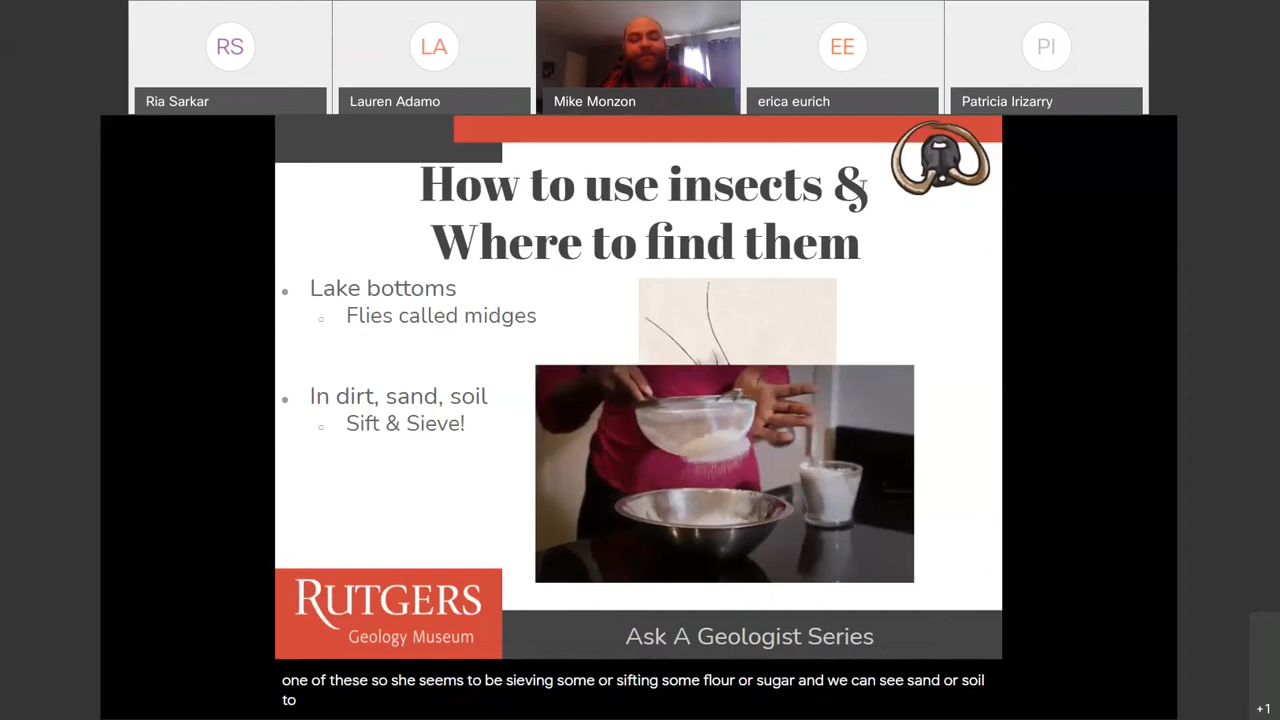 RS
LA
EE
PI
Ria Sarkar
Lauren Adamo
Mike Monzon
erica eurich
Patricia Irizarry
How to use insects &
Where to find them
Lake bottoms
Flies called midges
In dirt, sand, soil
Sift & Sieve!
RUTGERS
Geology Museum
Ask A Geologist Series
one of these so she seems to be sieving some or sifting some flour or sugar and we can see sand or soil
to
+1